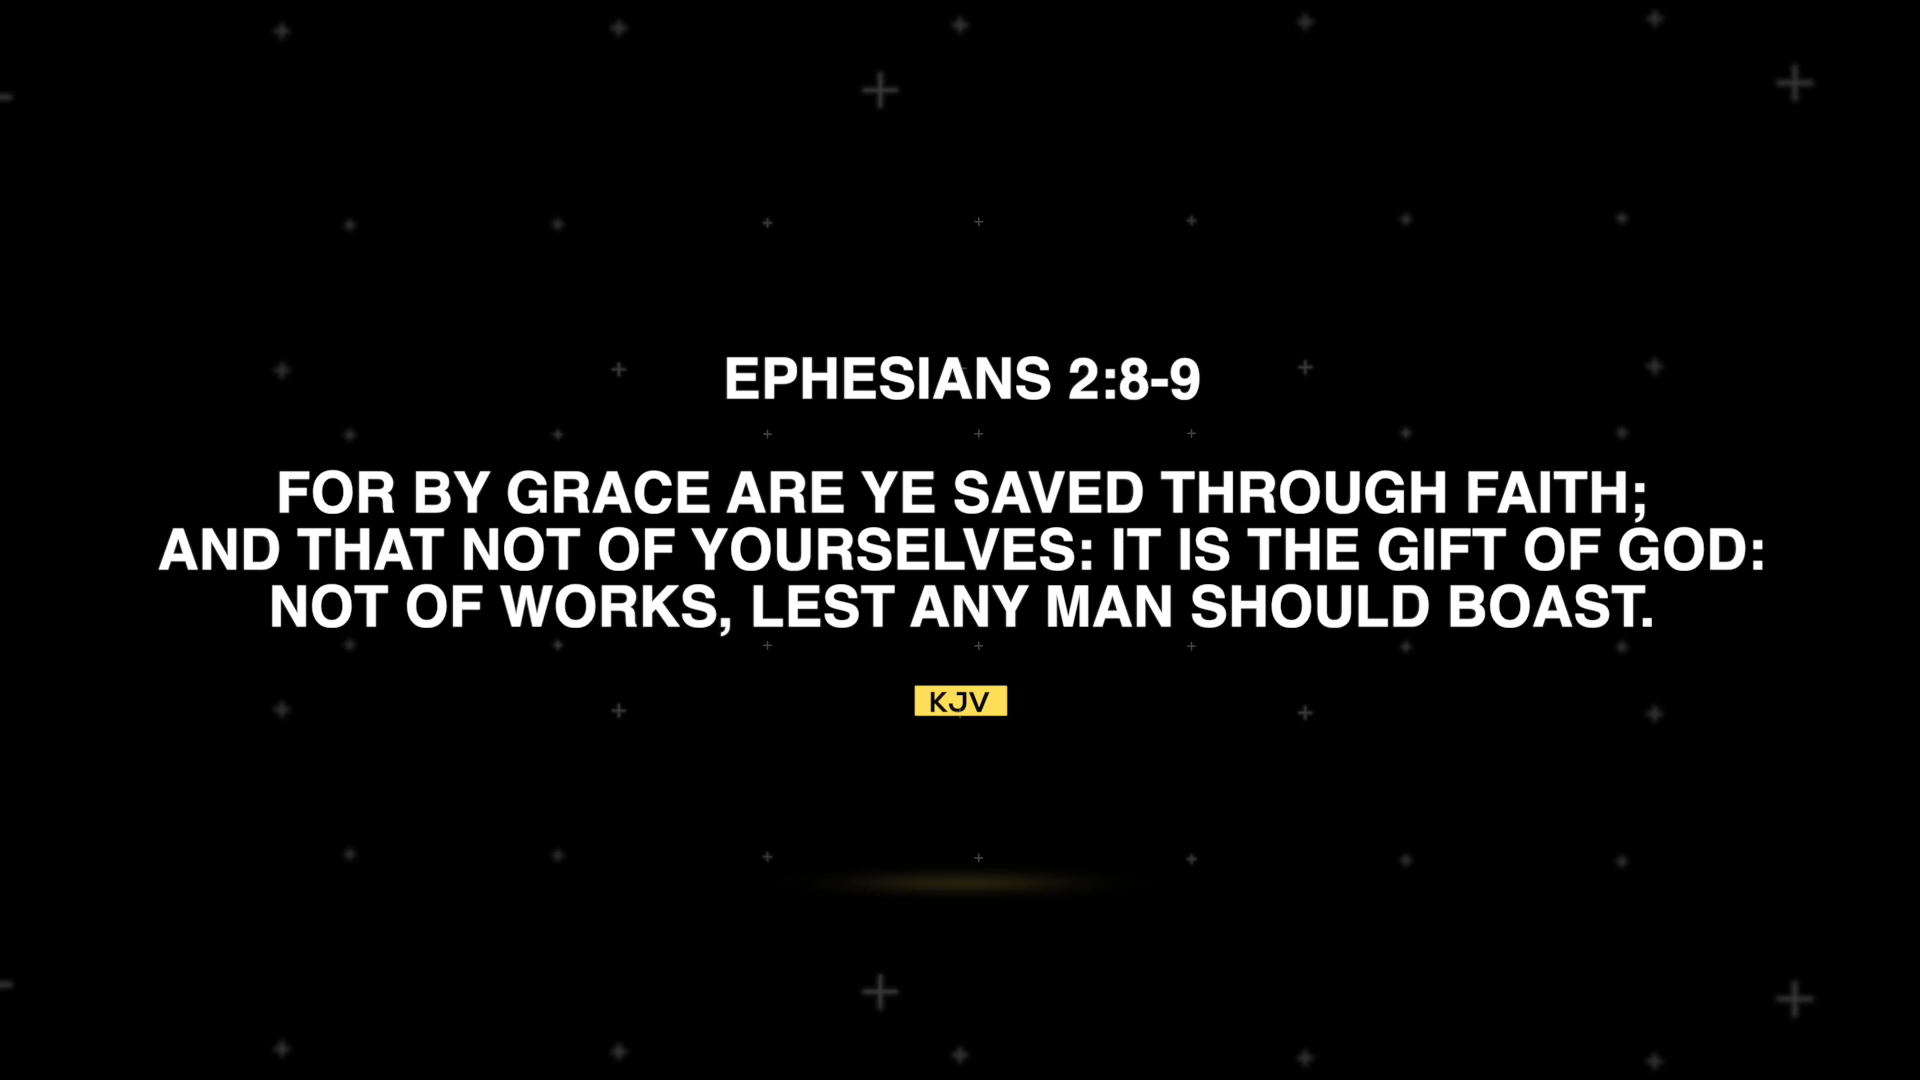 EPHESIANS 2:8-9
FOR BY GRACE ARE YE SAVED THROUGH FAITH;
AND THAT NOT OF YOURSELVES: IT IS THE GIFT OF GOD:
NOT OF WORKS, LEST ANY MAN SHOULD BOAST.
KJV